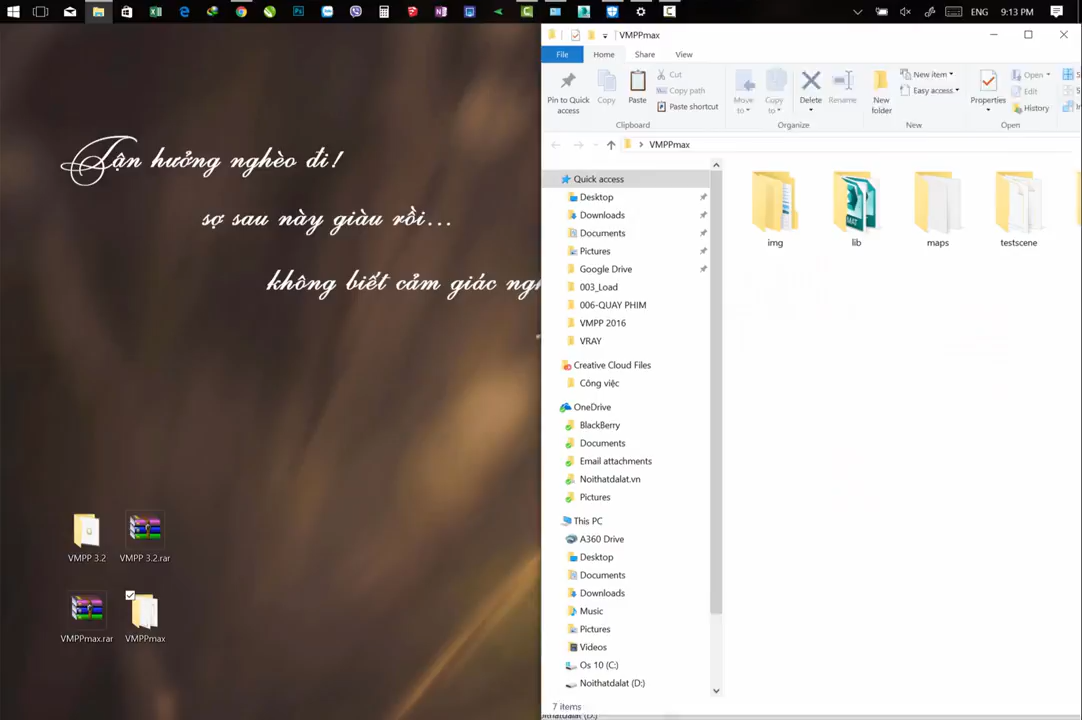 ENG
9:13 PM
VMPPmax
File
Home
Share
View
Pin to Quick access
Copy
Paste
Cut
Copy path
Paste shortcut
Clipboard
Move to
Copy to
Delete
Rename
Organize
New folder
New item
Easy access
New
Properties
Open
Edit
History
Open
VMPPmax
Quick access
Desktop
Downloads
Documents
Pictures
Google Drive
003_Load
006-QUAY PHIM
VMPP 2016
VRAY
Creative Cloud Files
Công việc
OneDrive
BlackBerry
Documents
Email attachments
Noithatdalat.vn
Pictures
This PC
A360 Drive
Desktop
Documents
Downloads
Music
Pictures
Videos
Os 10 (C:)
Noithatdalat (D:)
img
lib
maps
testscene
7 items
Tận hưởng nghèo đi!
sợ sau này giàu rồi...
không biết cảm giác
VMPP 3.2
VMPP 3.2.rar
VMPPmax.rar
VMPPmax